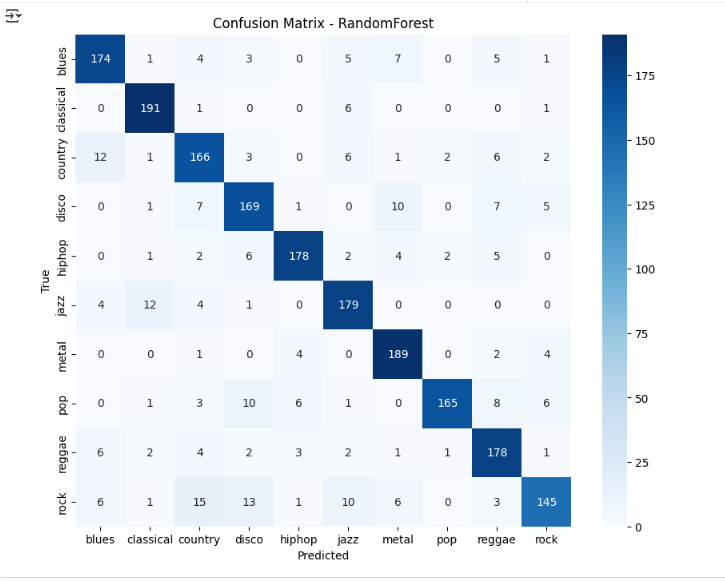 Confusion Matrix - RandomForest
blues 174 1 4 3 0 5 7 0 5 1
classical 0 191 1 0 0 6 0 0 0 1
country 12 1 166 3 0 6 1 2 6 2
disco 0 1 7 169 1 0 10 0 7 5
hiphop 0 1 2 6 178 2 4 2 5 0
jazz 4 12 4 1 0 179 0 0 0 0
metal 0 0 1 0 4 0 189 0 2 4
pop 0 1 3 10 6 1 0 165 8 6
reggae 6 2 4 2 3 2 1 1 178 1
rock 6 1 15 13 1 10 6 0 3 145
True
blues classical country disco hiphop jazz metal pop reggae rock
Predicted
175
150
125
100
75
50
25
0